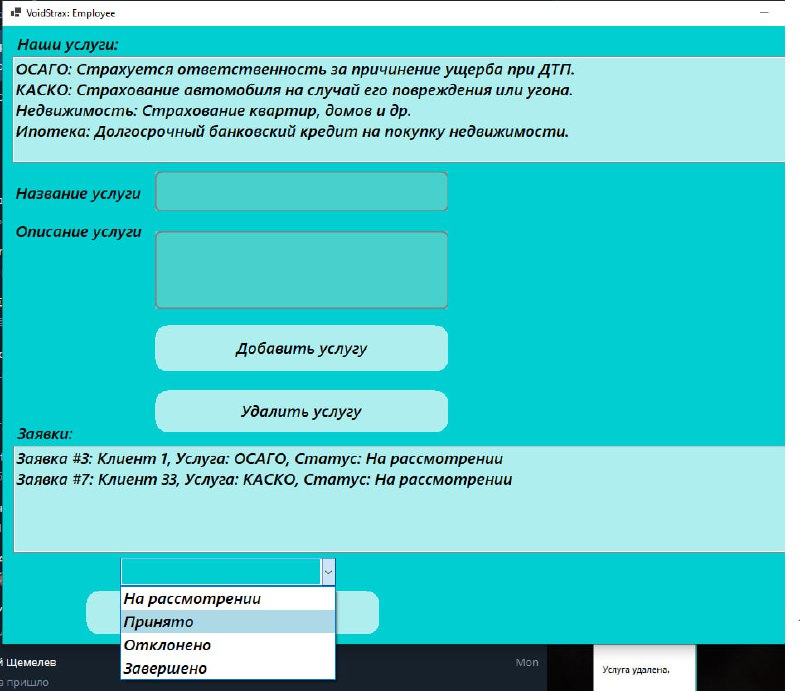 VoidStrax: Employee
Наши услуги:
ОСАГО: Страхуется ответственность за причинение ущерба при ДТП.
КАСКО: Страхование автомобиля на случай его повреждения или угона.
Недвижимость: Страхование квартир, домов и др.
Ипотека: Долгосрочный банковский кредит на покупку недвижимости.
Название услуги
Описание услуги
Добавить услугу
Удалить услугу
Заявки:
Заявка #3: Клиент 1, Услуга: ОСАГО, Статус: На рассмотрении
Заявка #7: Клиент 33, Услуга: КАСКО, Статус: На рассмотрении
На рассмотрении
Принято
Отклонено
Завершено
й Щемелев
Mon
Услуга удалена.
а пришло